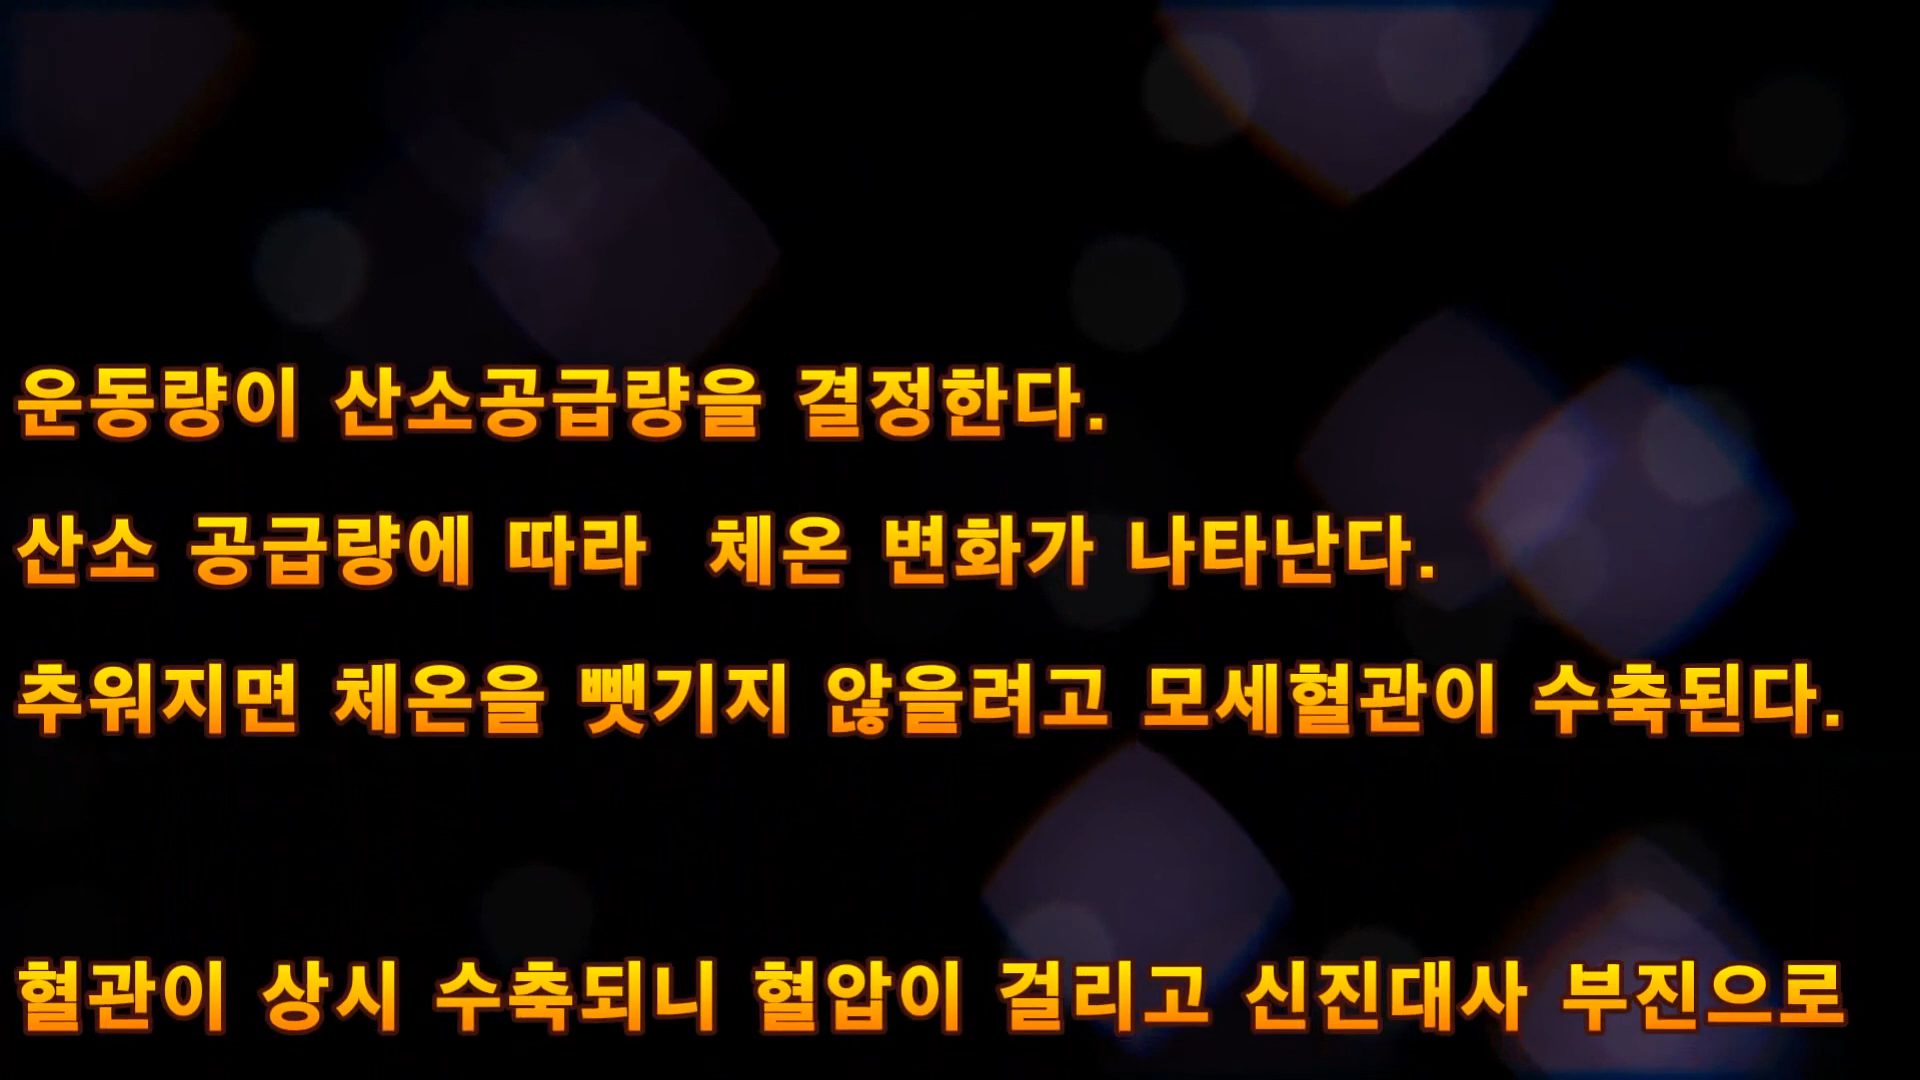 운동량이 산소공급량을 결정한다.
산소 공급량에 따라  체온 변화가 나타난다.
추워지면 체온을 뺏기지 않을려고 모세혈관이 수축된다.
혈관이 상시 수축되니 혈압이 걸리고 신진대사 부진으로